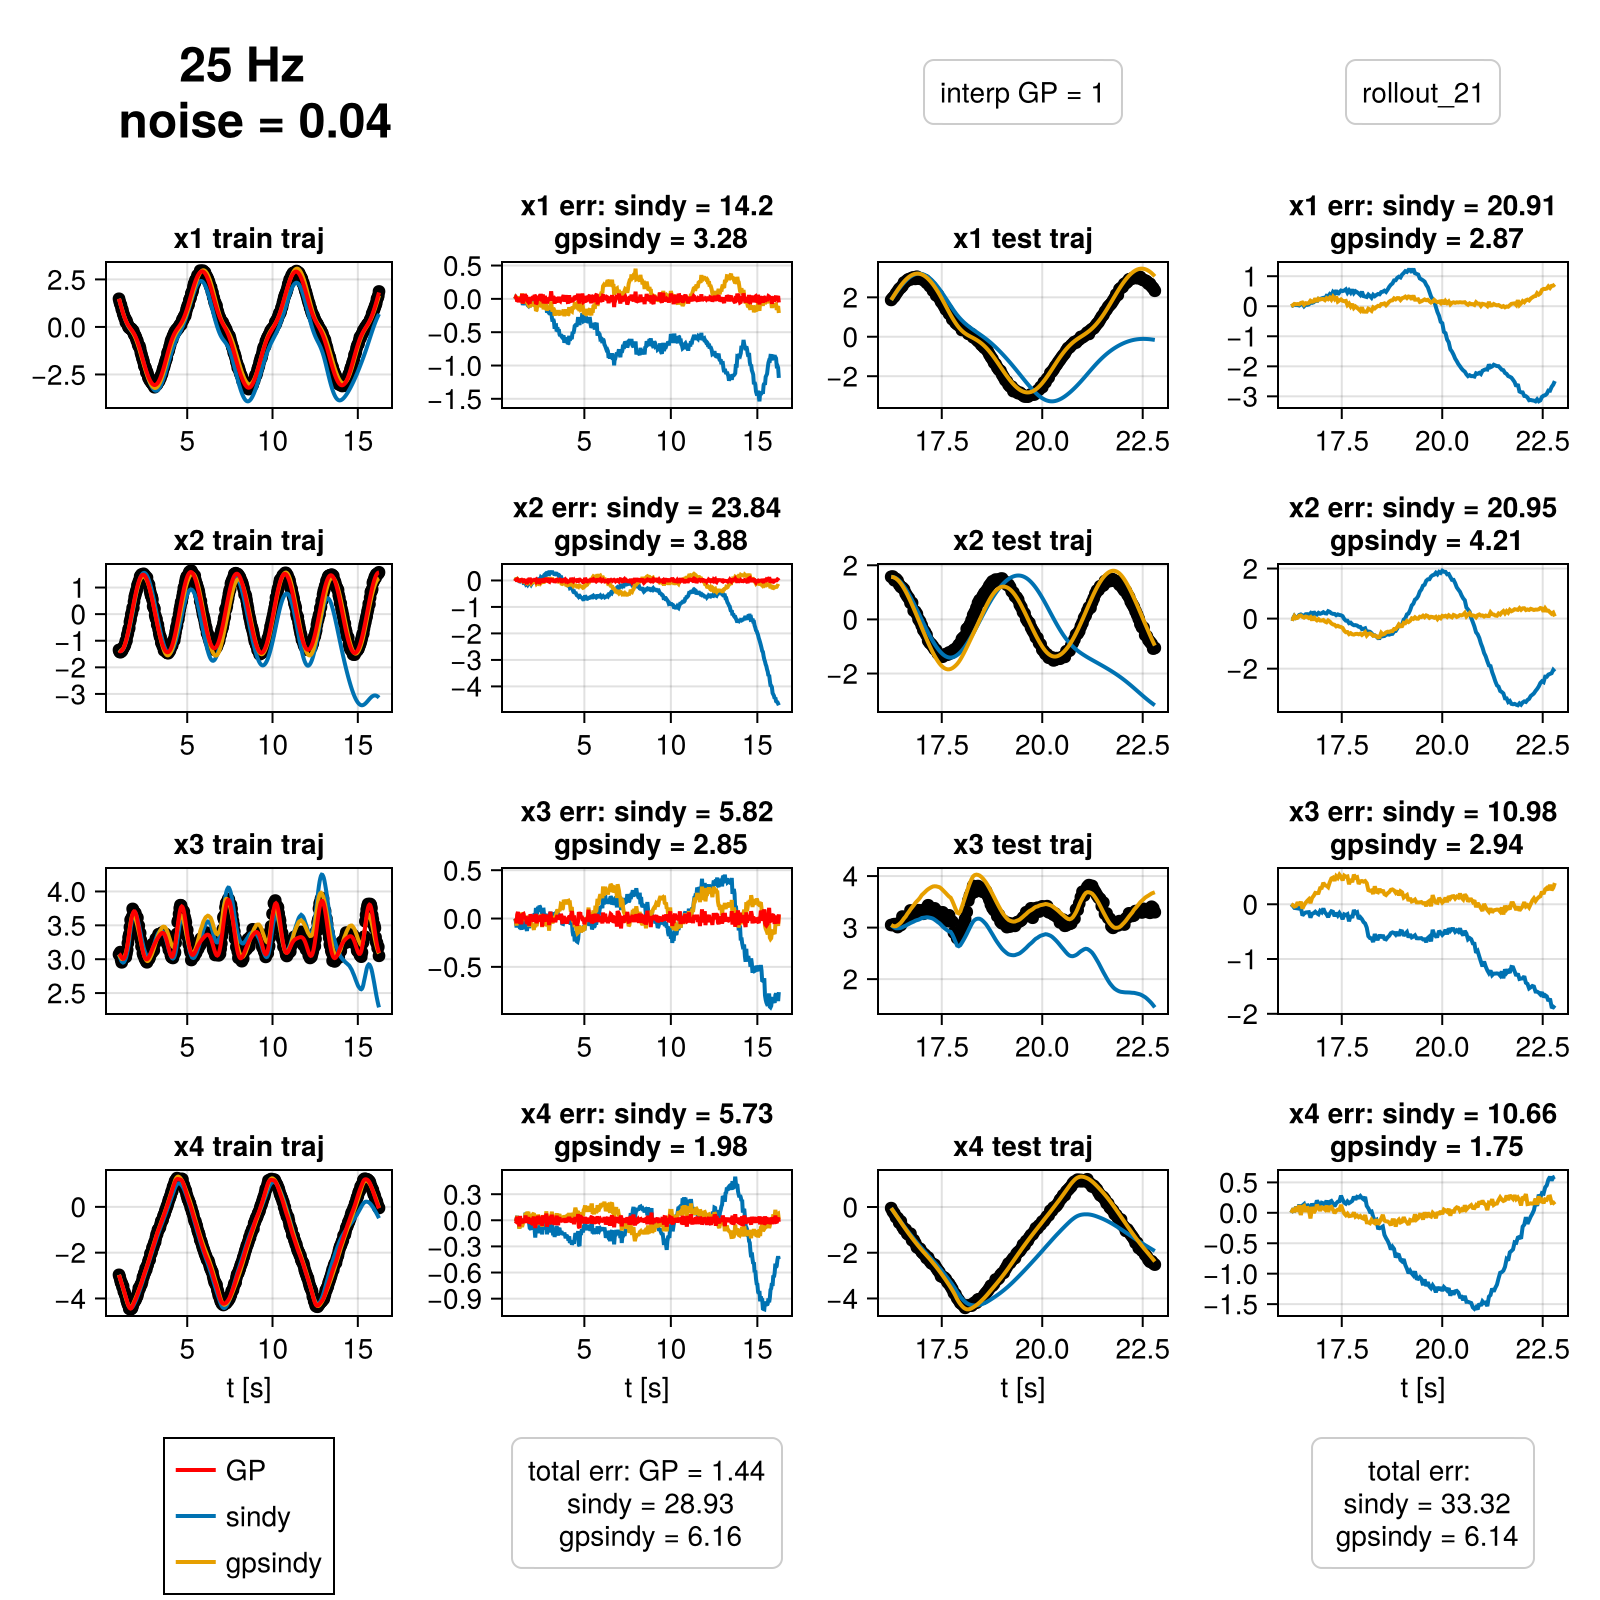 25 Hz
noise = 0.04
interp GP = 1
rollout_21
x1 train traj
2.5
0.0
−2.5
5
10
15
x1 err: sindy = 14.2
gpsindy = 3.28
0.5
0.0
−0.5
−1.0
−1.5
5
10
15
x1 test traj
2
0
−2
17.5
20.0
22.5
x1 err: sindy = 20.91
gpsindy = 2.87
1
0
−1
−2
−3
17.5
20.0
22.5
x2 train traj
1
0
−1
−2
−3
5
10
15
x2 err: sindy = 23.84
gpsindy = 3.88
0
−1
−2
−3
−4
5
10
15
x2 test traj
2
0
−2
17.5
20.0
22.5
x2 err: sindy = 20.95
gpsindy = 4.21
2
0
−2
17.5
20.0
22.5
x3 train traj
4.0
3.5
3.0
2.5
5
10
15
x3 err: sindy = 5.82
gpsindy = 2.85
0.5
0.0
−0.5
5
10
15
x3 test traj
4
3
2
17.5
20.0
22.5
x3 err: sindy = 10.98
gpsindy = 2.94
0
−1
−2
17.5
20.0
22.5
x4 train traj
0
−2
−4
5
10
15
t [s]
x4 err: sindy = 5.73
gpsindy = 1.98
0.3
0.0
−0.3
−0.6
−0.9
5
10
15
t [s]
x4 test traj
0
−2
−4
17.5
20.0
22.5
t [s]
x4 err: sindy = 10.66
gpsindy = 1.75
0.5
0.0
−0.5
−1.0
−1.5
17.5
20.0
22.5
t [s]
GP
sindy
gpsindy
total err: GP = 1.44
sindy = 28.93
gpsindy = 6.16
total err:
sindy = 33.32
gpsindy = 6.14